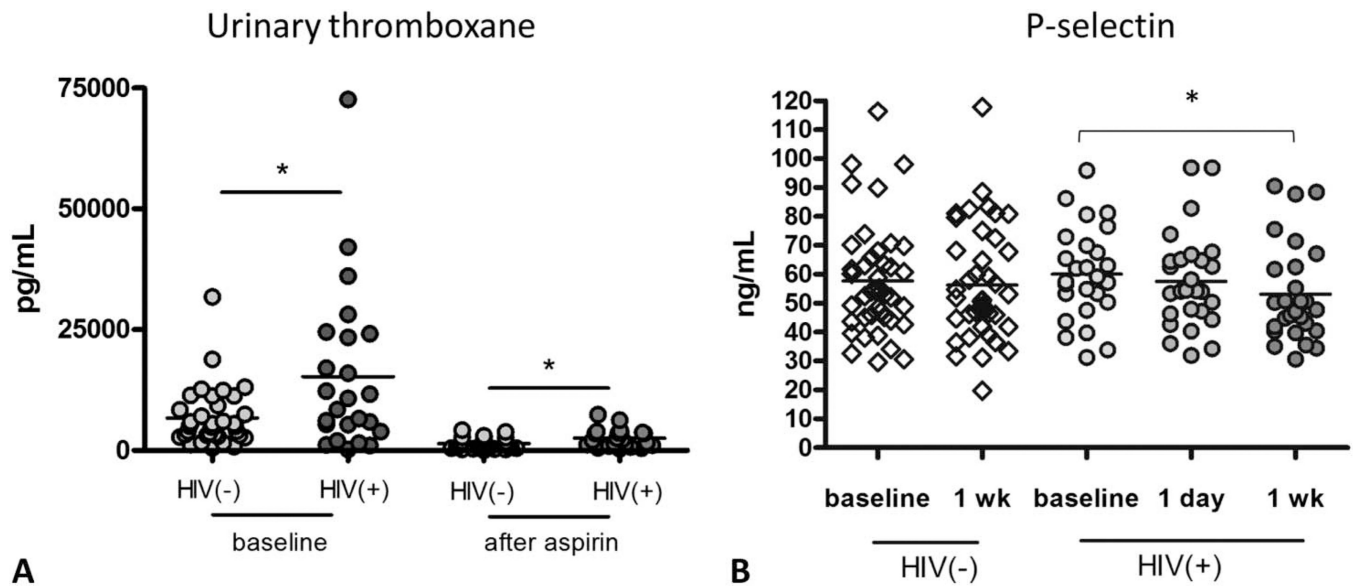 Urinary thromboxane
pg/mL
75000
50000
25000
0
*
*
HIV(-) HIV(+) HIV(-) HIV(+)
baseline after aspirin
A
P-selectin
ng/mL
120
110
100
90
80
70
60
50
40
30
20
10
0
*
baseline 1 wk baseline 1 day 1 wk
HIV(-) HIV(+)
B